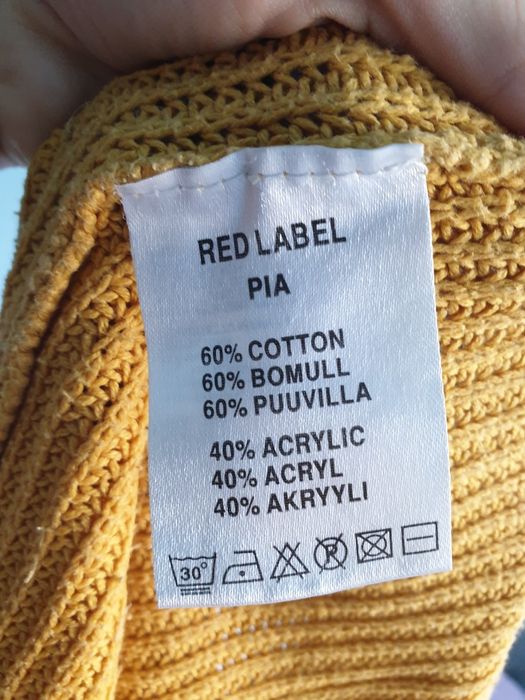 RED LABEL
PIA
60% COTTON
60% BOMULL
60% PUUVILLA
40% ACRYLIC
40% ACRYL
40% AKRYYLI
30° P